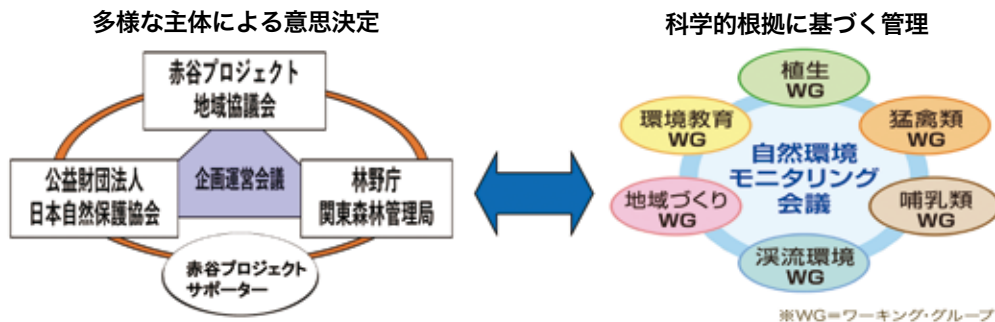 多様な主体による意思決定
赤谷プロジェクト
地域協議会
公益財団法人
日本自然保護協会
企画運営会議
林野庁
関東森林管理局
赤谷プロジェクト
サポーター
科学的根拠に基づく管理
植生
WG
環境教育
WG
猛禽類
WG
自然環境
モニタリング
会議
地域づくり
WG
哺乳類
WG
渓流環境
WG
※WG=ワーキング・グループ